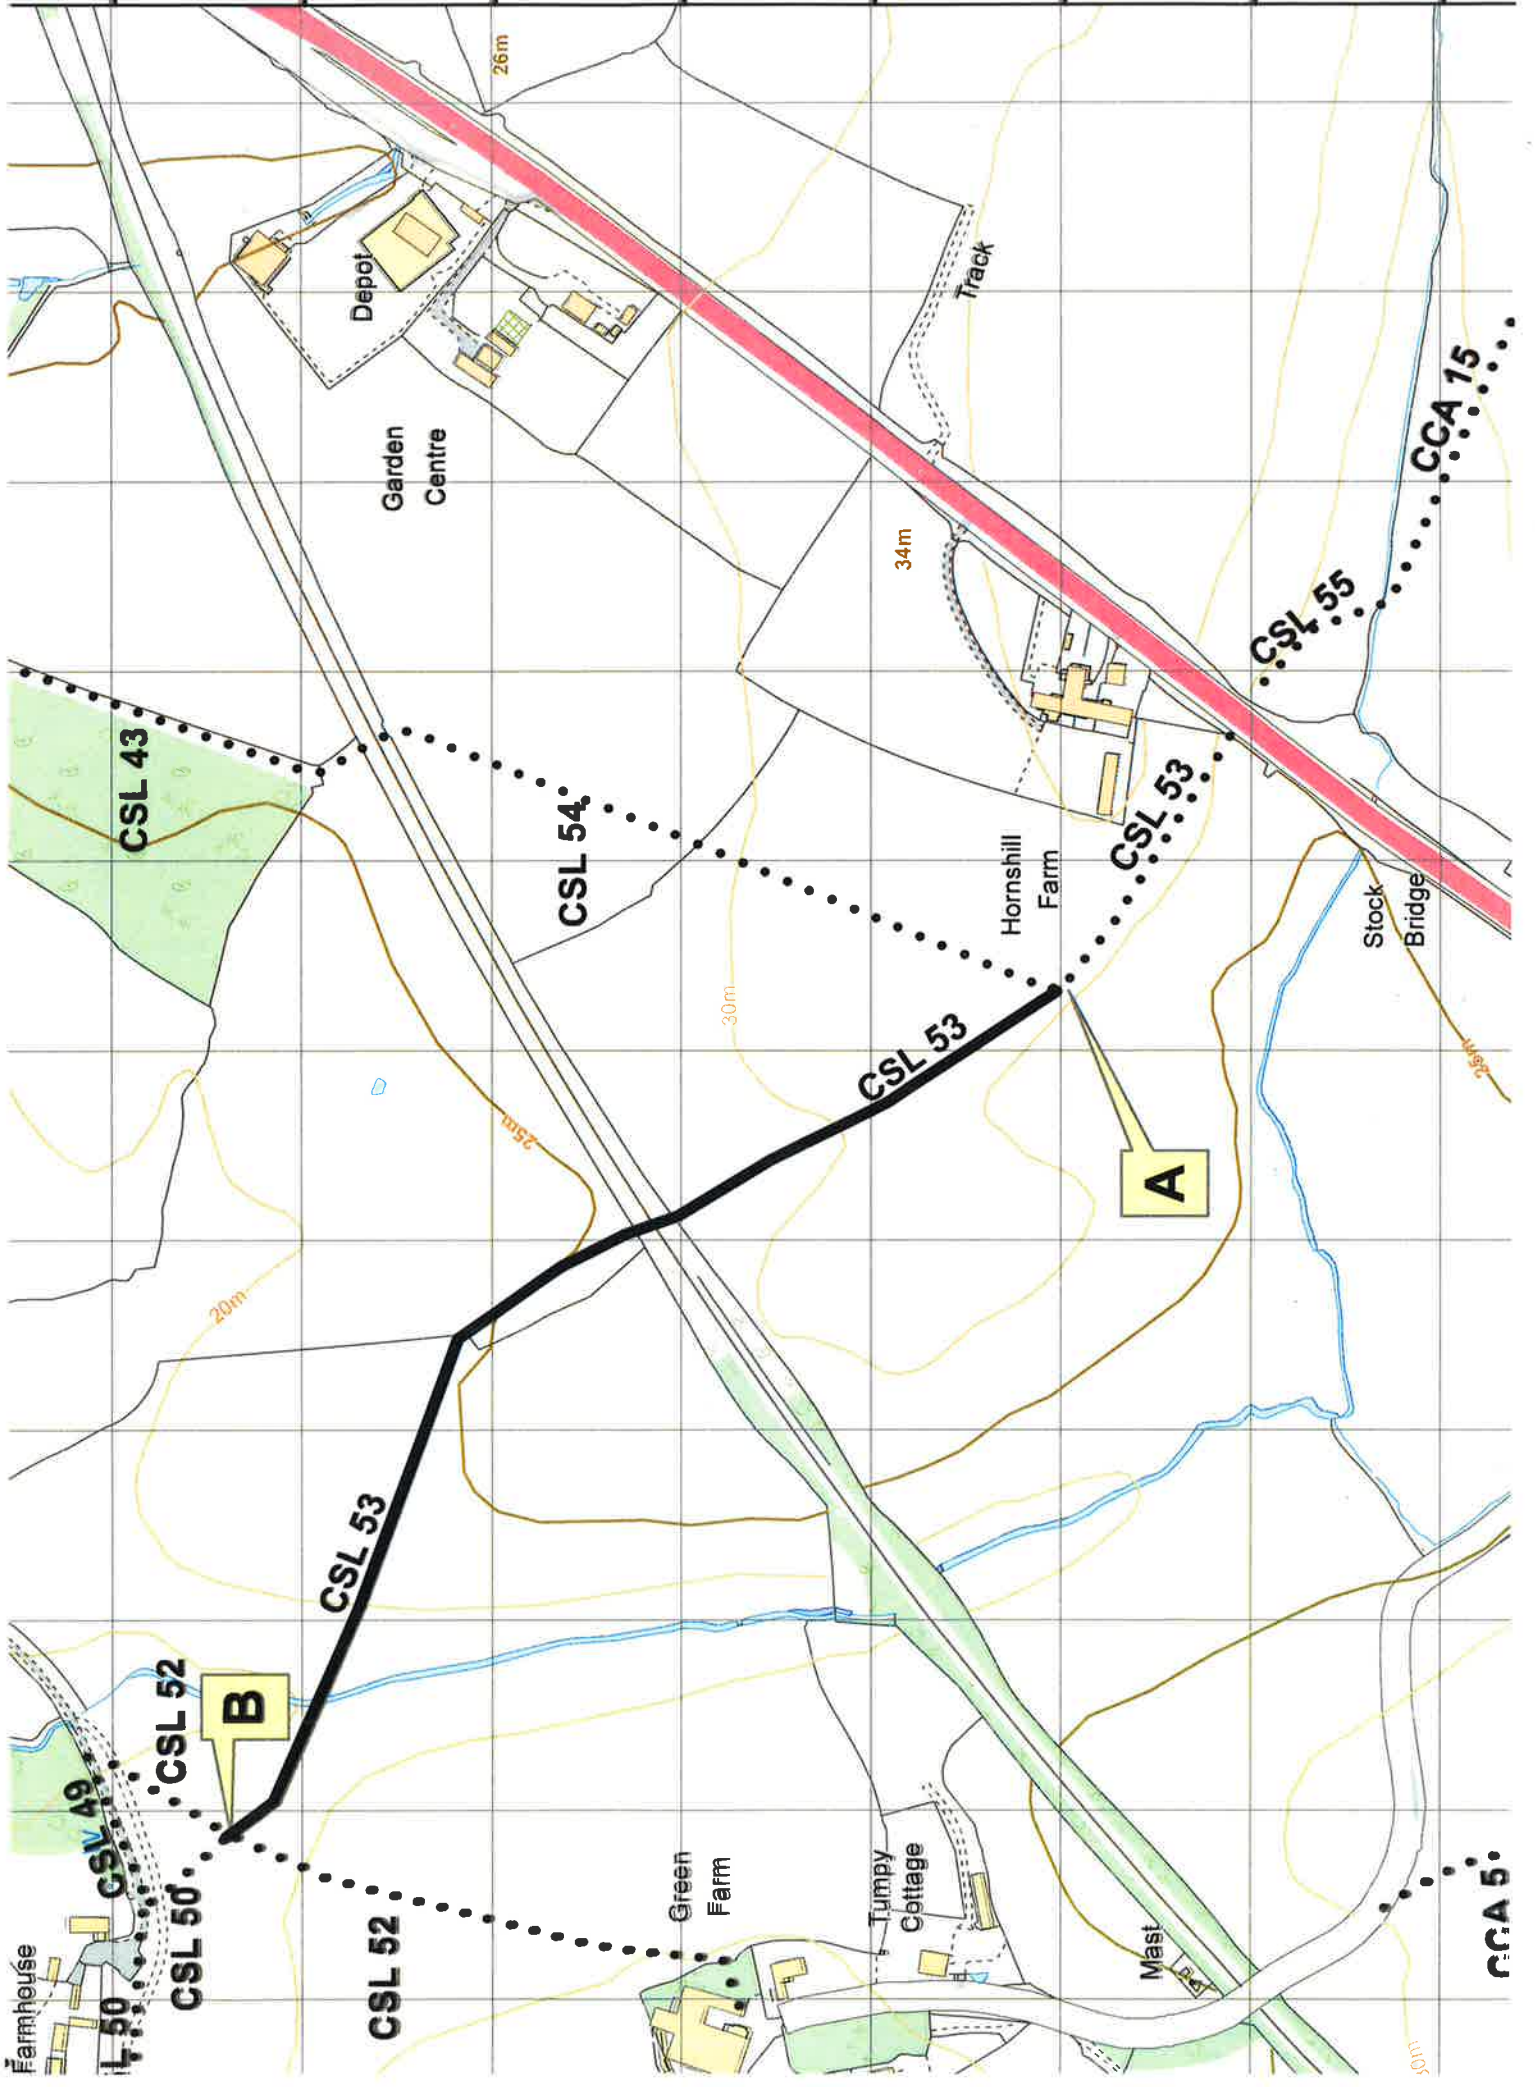 26m
Depot
Garden
Centre
Track
CCA 15
34m
CSL 55
CSL 43
CSL 54
CSL 53
Hornshill
Farm
Stock
Bridge
30m
CSL 53
25m
25m
A
20m
CSL 53
CSL 52
B
CSL 49
CSL 50
CSL 52
Green
Farm
Tumpy
Cottage
Mast
CCA 5
Farmhouse
L 50